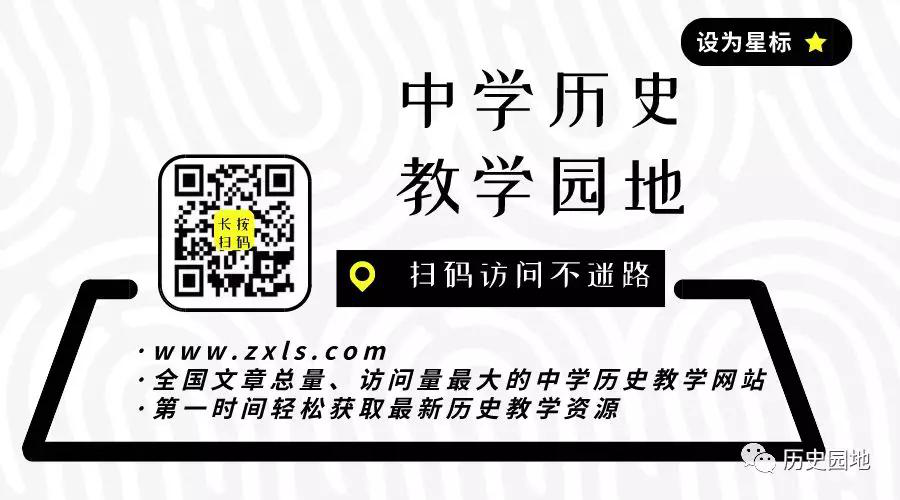 设为星标
中学历史
教学园地
长按
扫码
扫码访问不迷路
·www.zxls.com
·全国文章总量、访问量最大的中学历史教学网站
·第一时间轻松获取最新历史教学资源
历史园地